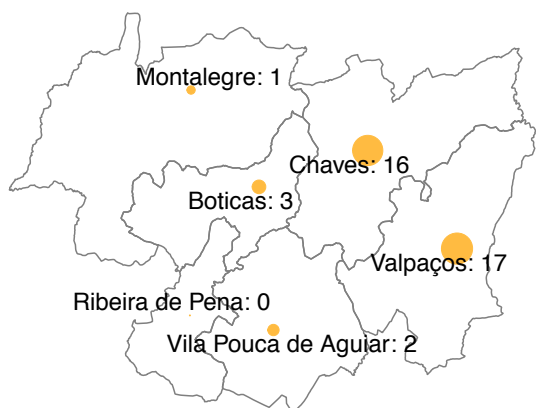 Montalegre: 1
Chaves: 16
Boticas: 3
Valpaços: 17
Ribeira de Pena: 0
Vila Pouca de Aguiar: 2